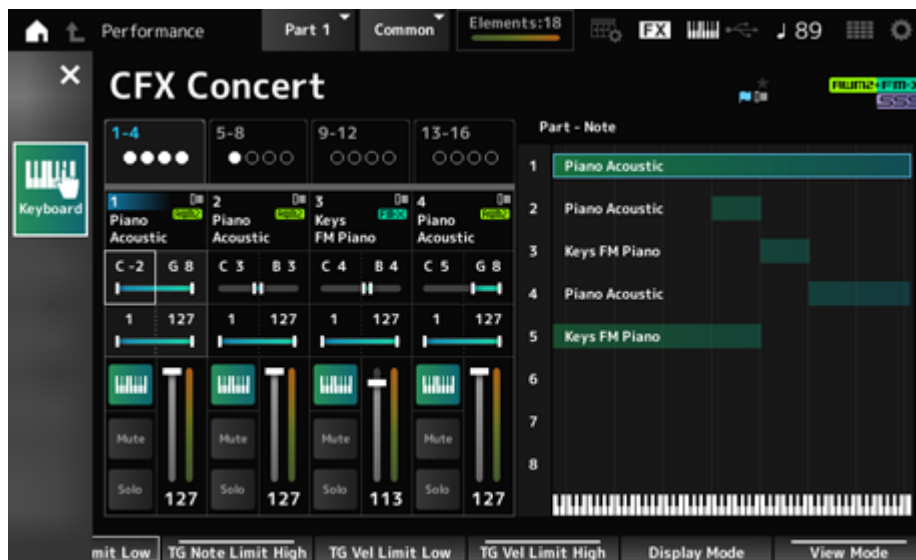 Performance
Part 1
Common
Elements:18
FX
89
CFX Concert
1-4
5-8
9-12
13-16
Part - Note
Keyboard
1 Piano Acoustic
2 Piano Acoustic
3 Keys FM Piano
4 Piano Acoustic
C -2 G 8
C 3 B 3
C 4 B 4
C 5 G 8
1 127
1 127
1 127
1 127
Mute
Mute
Mute
Mute
Solo
Solo
Solo
Solo
127
127
113
127
1 Piano Acoustic
2 Piano Acoustic
3 Keys FM Piano
4 Piano Acoustic
5 Keys FM Piano
6
7
8
mit Low
TG Note Limit High
TG Vel Limit Low
TG Vel Limit High
Display Mode
View Mode